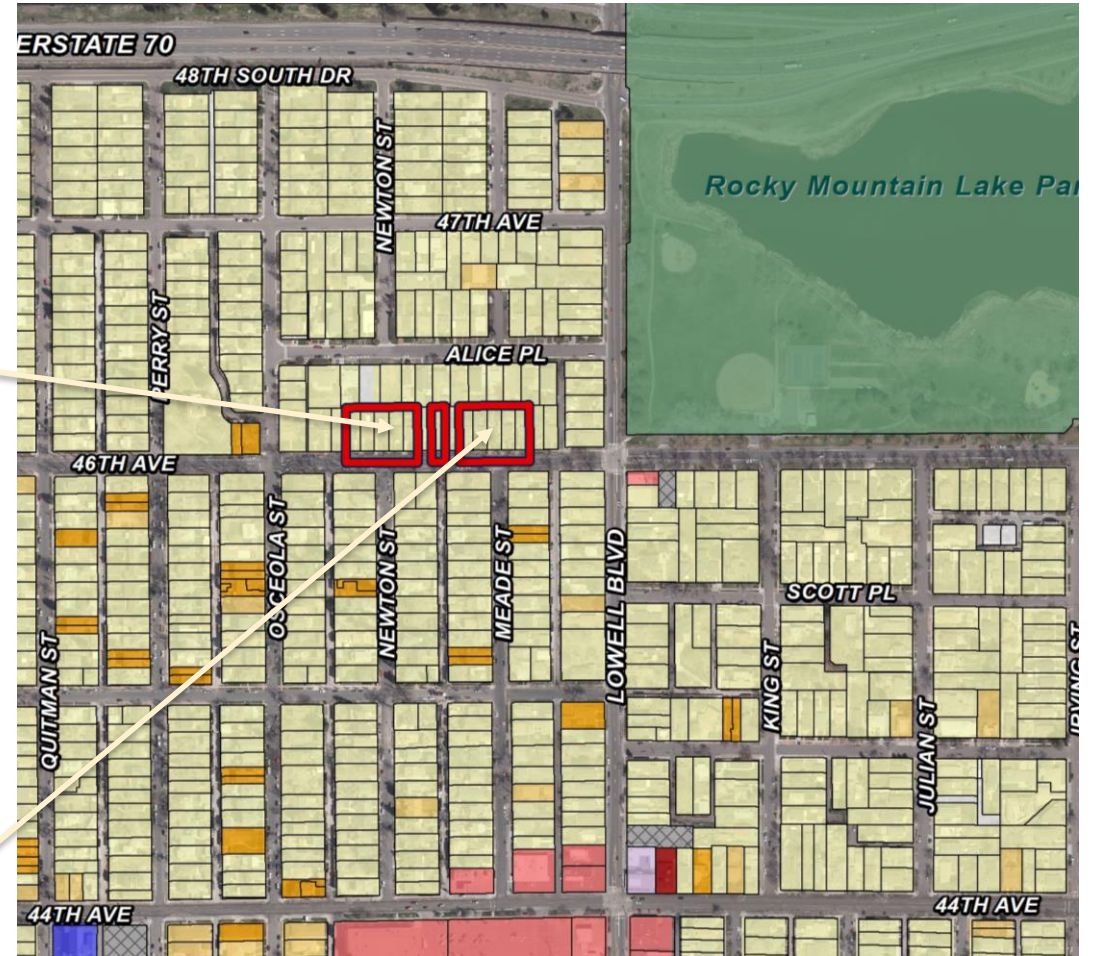 ERSTATE 70
48TH SOUTH DR
NEWTON ST
47TH AVE
Rocky Mountain Lake Par
PERRY ST
ALICE PL
46TH AVE
OSCEOLA ST
NEWTON ST
MEADE ST
LOWELL BLVD
SCOTT PL
QUITMAN ST
KING ST
JULIAN ST
IRVING ST
44TH AVE
44TH AVE